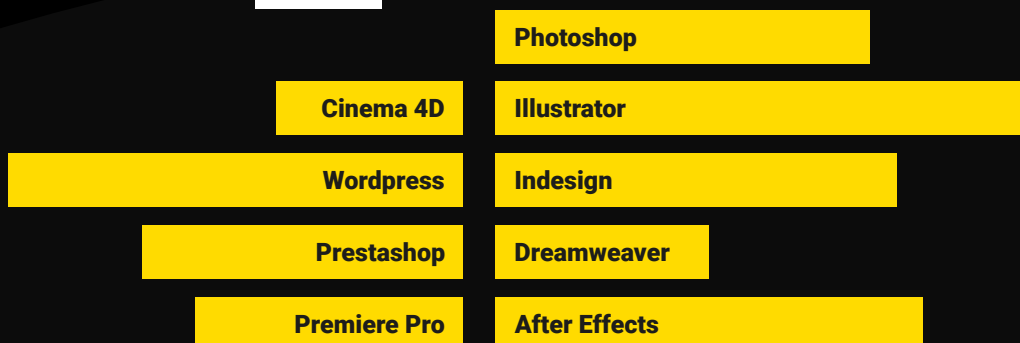 Photoshop
Cinema 4D
Illustrator
Wordpress
Indesign
Prestashop
Dreamweaver
Premiere Pro
After Effects